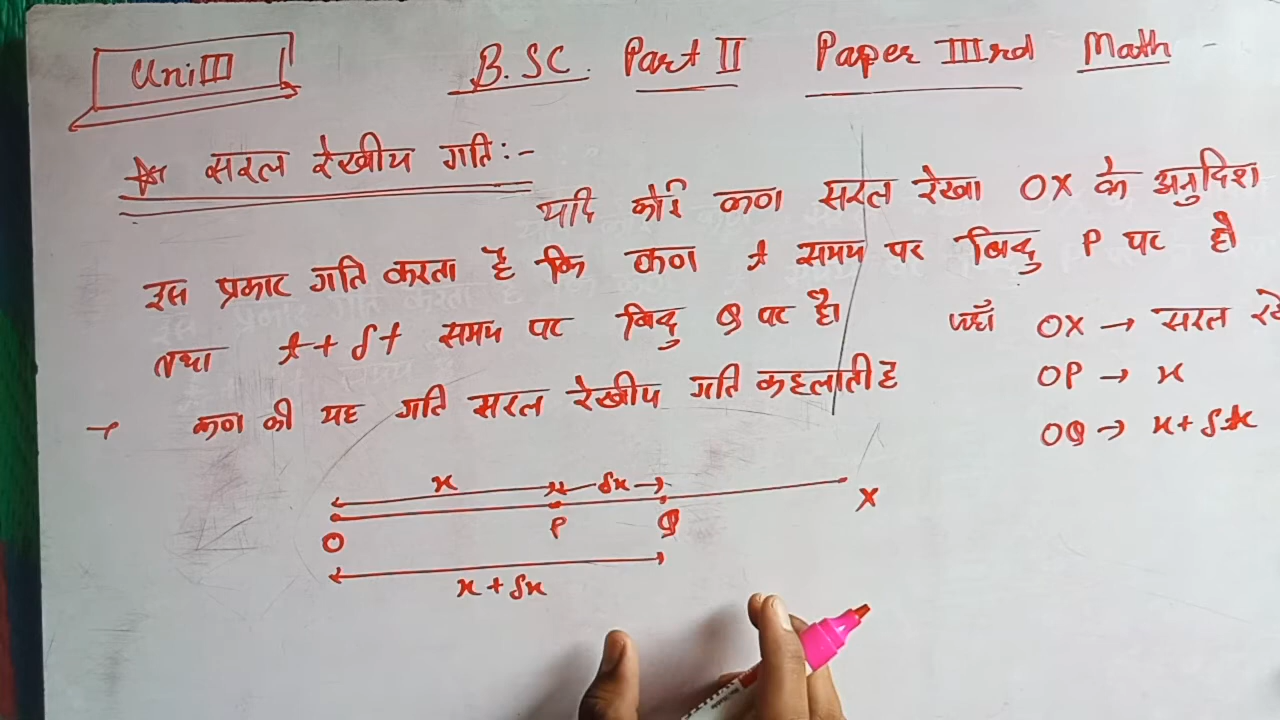 Unit III
B.SC. Part II Paper IIIrd Math
सरल रेखीय गति :-
यदि कोई कण सरल रेखा OX के अनुदिश
इस प्रकार गति करता है कि कण t समय पर बिंदु P पर हो
तथा t + δt समय पर बिंदु Q पर हो।
→ कण की यह गति सरल रेखीय गति कहलाती है
जहाँ OX → सरल रे
OP → x
OQ → x + δx
x δx
O P Q X
x + δx